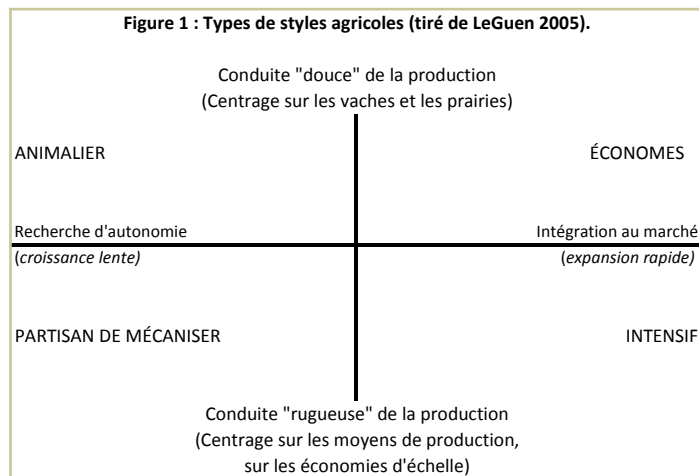 Figure 1 : Types de styles agricoles (tiré de LeGuen 2005).
Conduite "douce" de la production
(Centrage sur les vaches et les prairies)
ANIMALIER
ÉCONOMES
Recherche d'autonomie
Intégration au marché
(croissance lente)
(expansion rapide)
PARTISAN DE MÉCANISER
INTENSIF
Conduite "rugueuse" de la production
(Centrage sur les moyens de production,
sur les économies d'échelle)